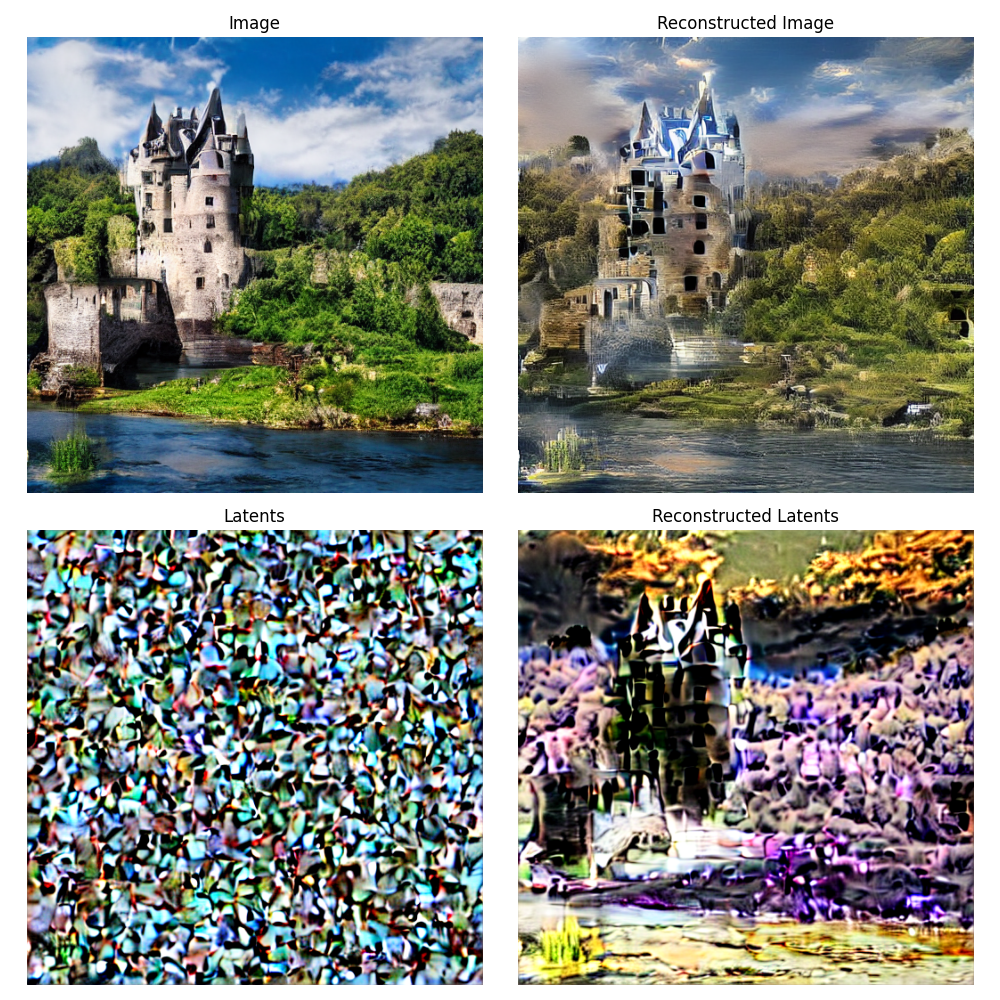 Image
Reconstructed Image
Latents
Reconstructed Latents